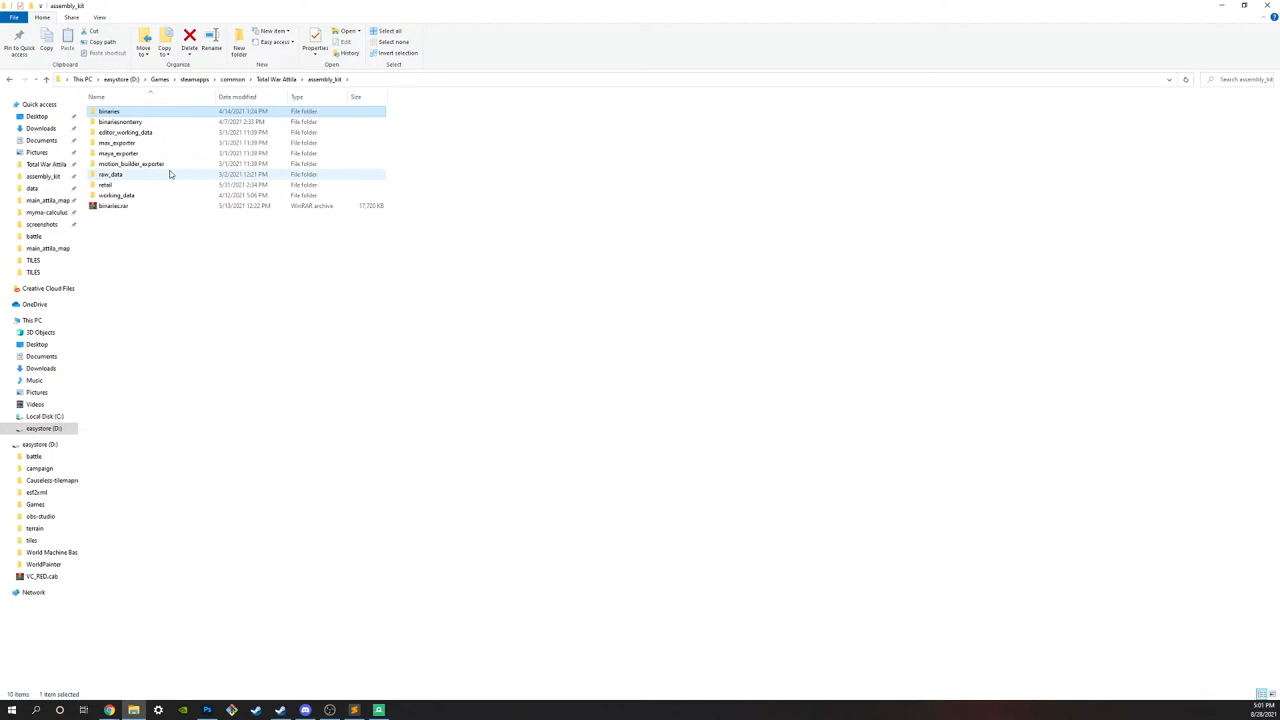 assembly_kit
File Home Share View
Pin to Quick access
Copy
Paste
Cut
Copy path
Paste shortcut
Clipboard
Move to
Copy to
Delete
Rename
Organize
New folder
New item
Easy access
New
Properties
Open
Edit
History
Open
Select all
Select none
Invert selection
Select
This PC easystore (D:) Games steamapps common Total War Attila assembly_kit
Search assembly_kit
Name Date modified Type Size
binaries 4/14/2021 1:24 PM File folder
binariesnonterry 4/7/2021 2:33 PM File folder
editor_working_data 3/1/2021 11:39 PM File folder
max_exporter 3/1/2021 11:39 PM File folder
maya_exporter 3/1/2021 11:39 PM File folder
motion_builder_exporter 3/1/2021 11:39 PM File folder
raw_data 3/2/2021 12:21 PM File folder
retail 5/31/2021 2:34 PM File folder
working_data 4/12/2021 5:06 PM File folder
binaries.rar 3/13/2021 12:22 PM WinRAR archive 17,720 KB
Quick access
Desktop
Downloads
Documents
Pictures
Total War Attila
assembly_kit
data
main_attila_map
myma-calculus
screenshots
battle
main_attila_map
TILES
TILES
Creative Cloud Files
OneDrive
This PC
3D Objects
Desktop
Documents
Downloads
Music
Pictures
Videos
Local Disk (C:)
easystore (D:)
easystore (D:)
battle
campaign
Causeless-tilemapn
esf2xml
Games
obs-studio
terrain
tiles
World Machine Bas
WorldPainter
VC_RED.cab
Network
10 items 1 item selected
5:01 PM
8/28/2021